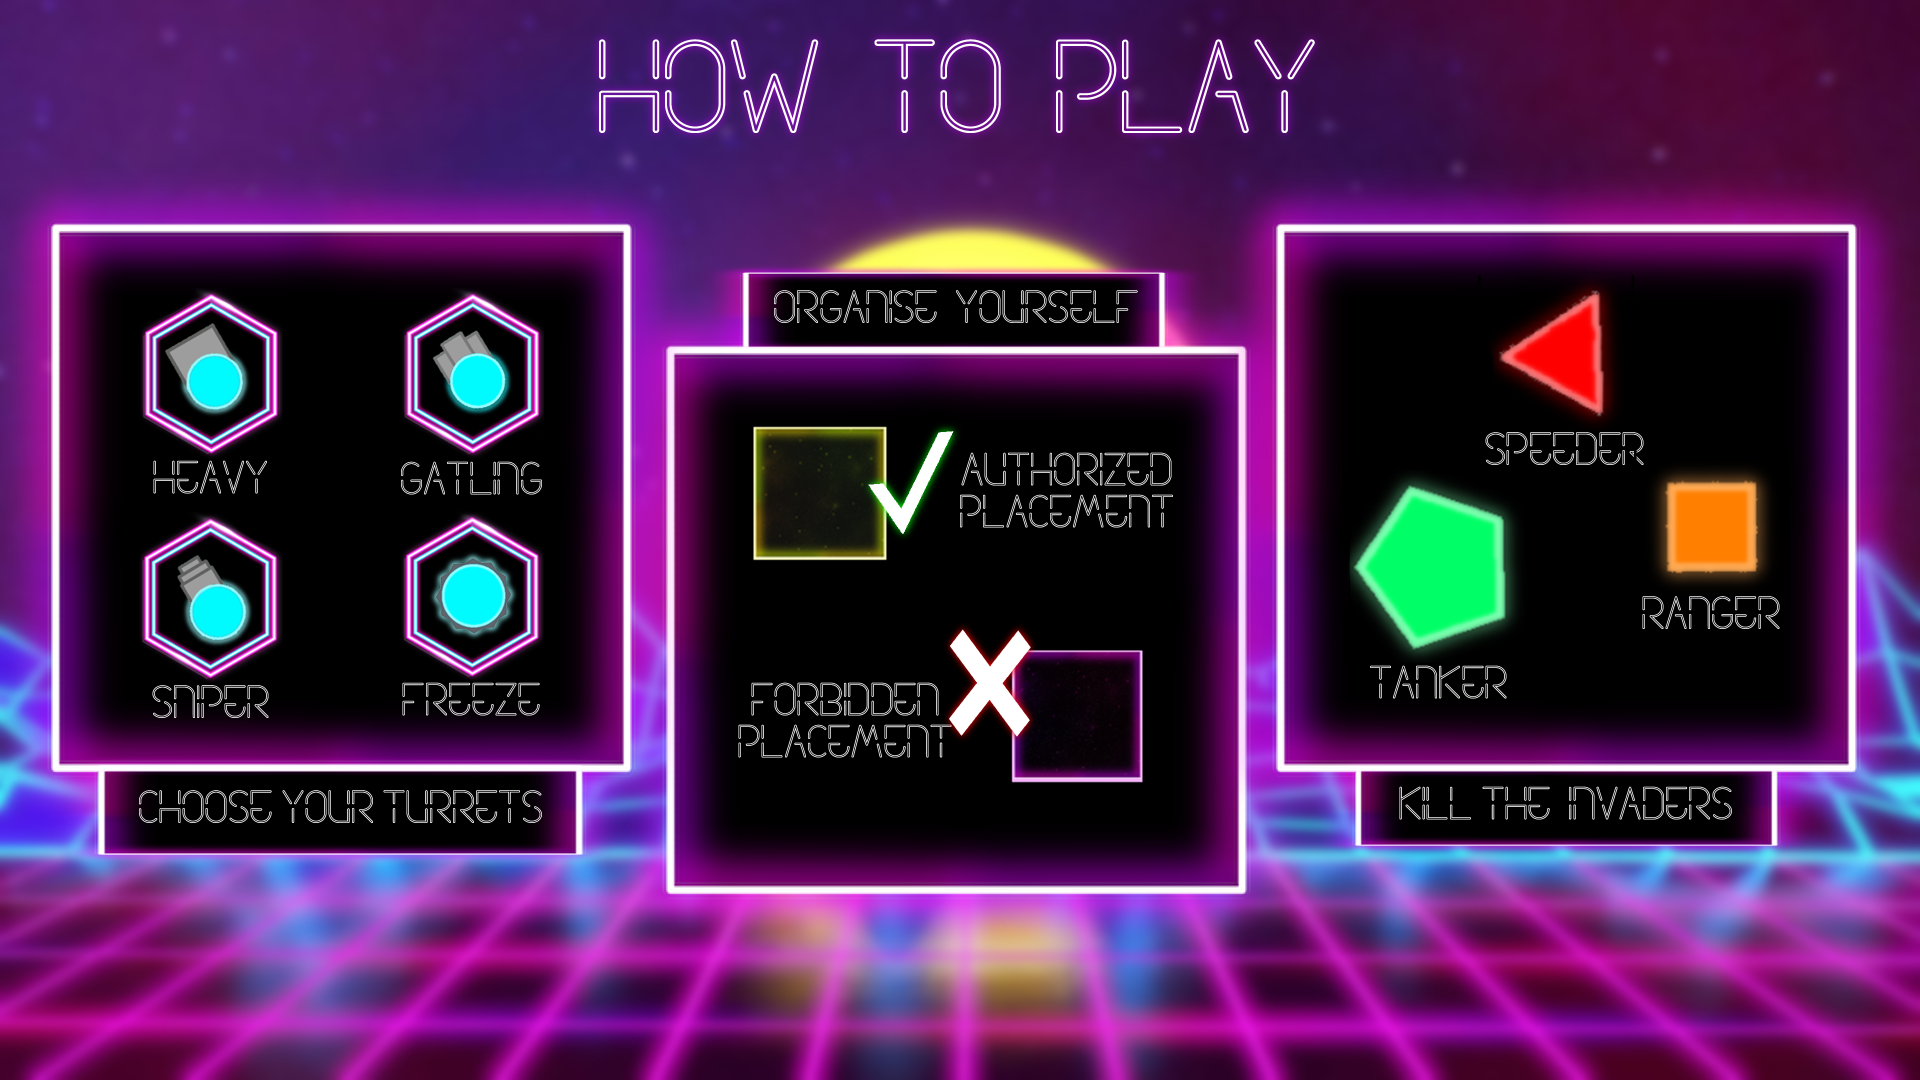 HOW TO PLAY
HEAVY
GATLING
SNIPER
FREEZE
CHOOSE YOUR TURRETS
ORGANISE YOURSELF
AUTHORIZED
PLACEMENT
FORBIDDEN
PLACEMENT
SPEEDER
TANKER
RANGER
KILL THE INVADERS